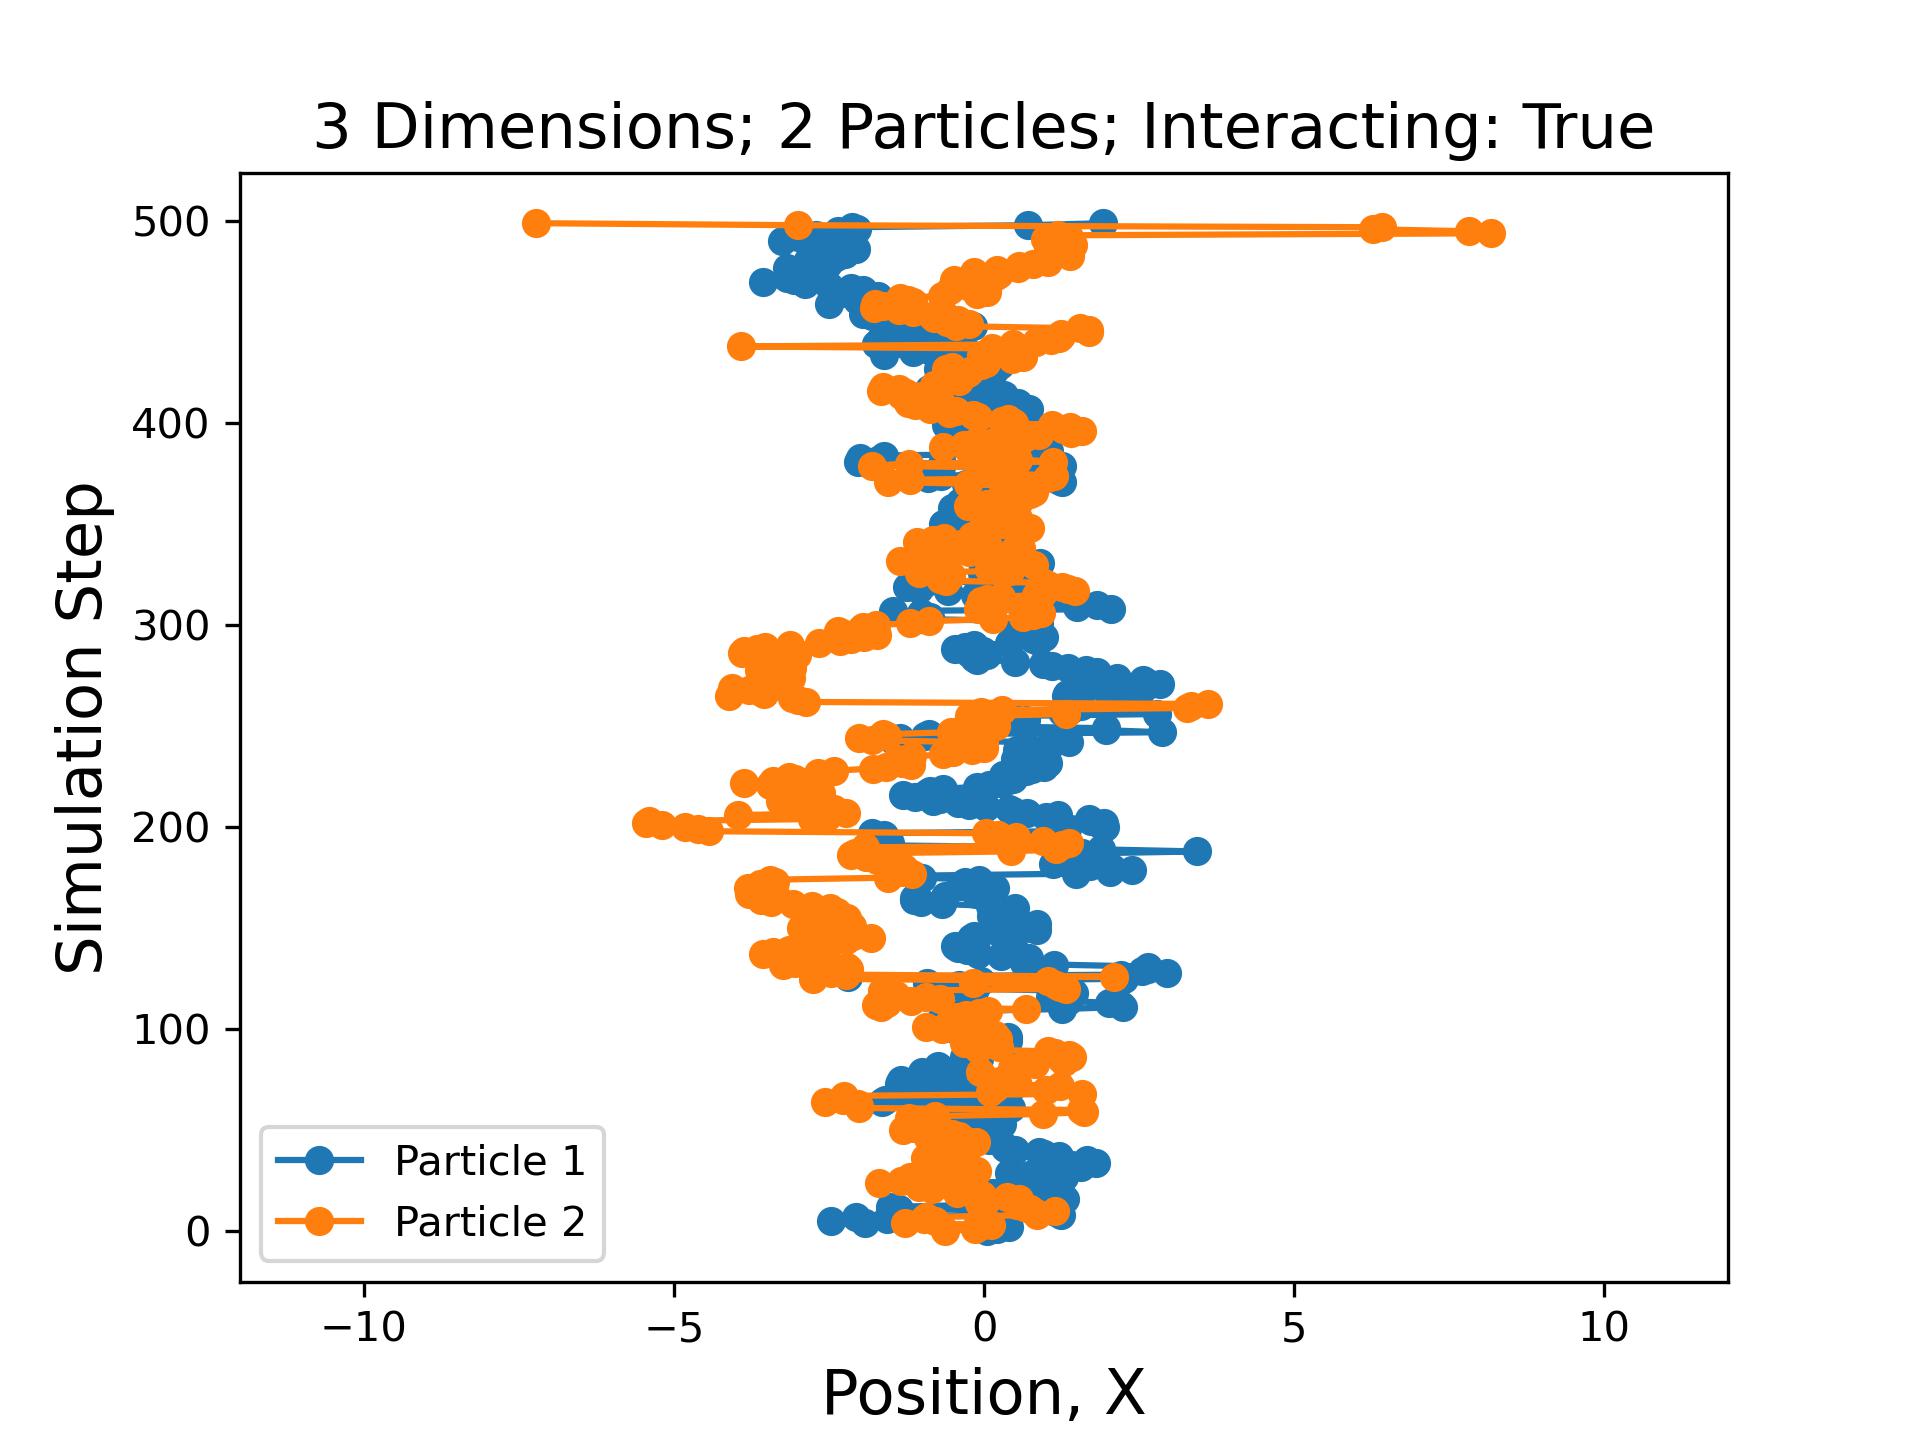 3 Dimensions; 2 Particles; Interacting: True
Simulation Step
500
400
300
200
100
0
Particle 1
Particle 2
−10
−5
0
5
10
Position, X